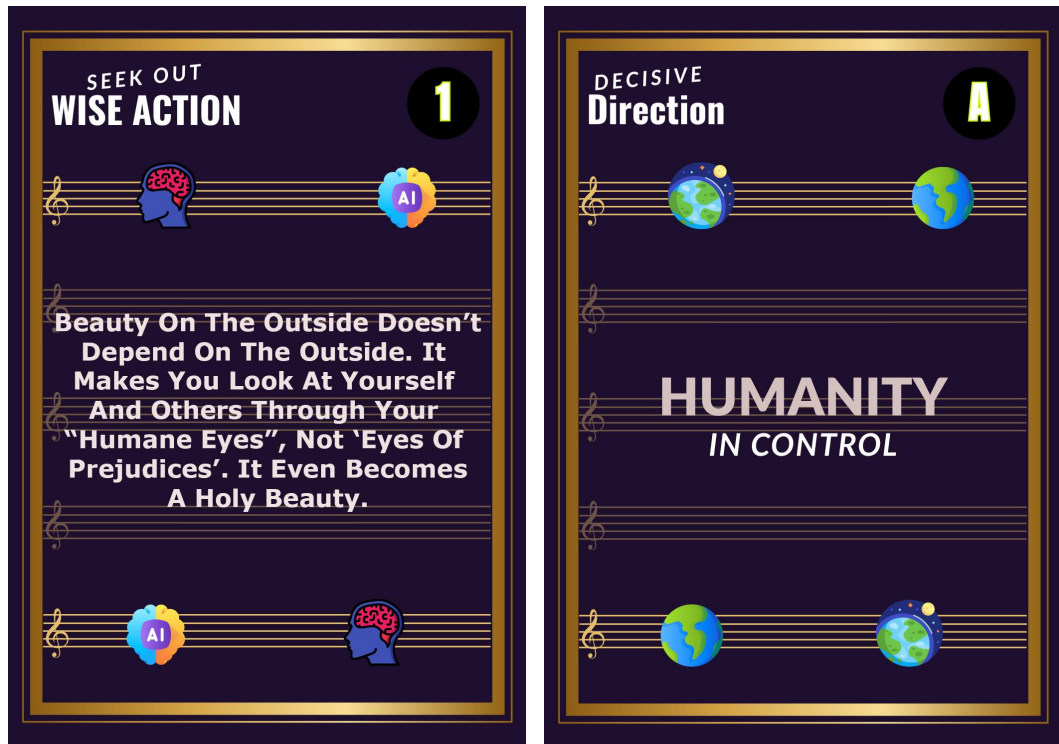 SEEK OUT
WISE ACTION
1
AI
Beauty On The Outside Doesn’t
Depend On The Outside. It
Makes You Look At Yourself
And Others Through Your
“Humane Eyes”, Not ‘Eyes Of
Prejudices’. It Even Becomes
A Holy Beauty.
AI
DECISIVE
Direction
A
HUMANITY
IN CONTROL